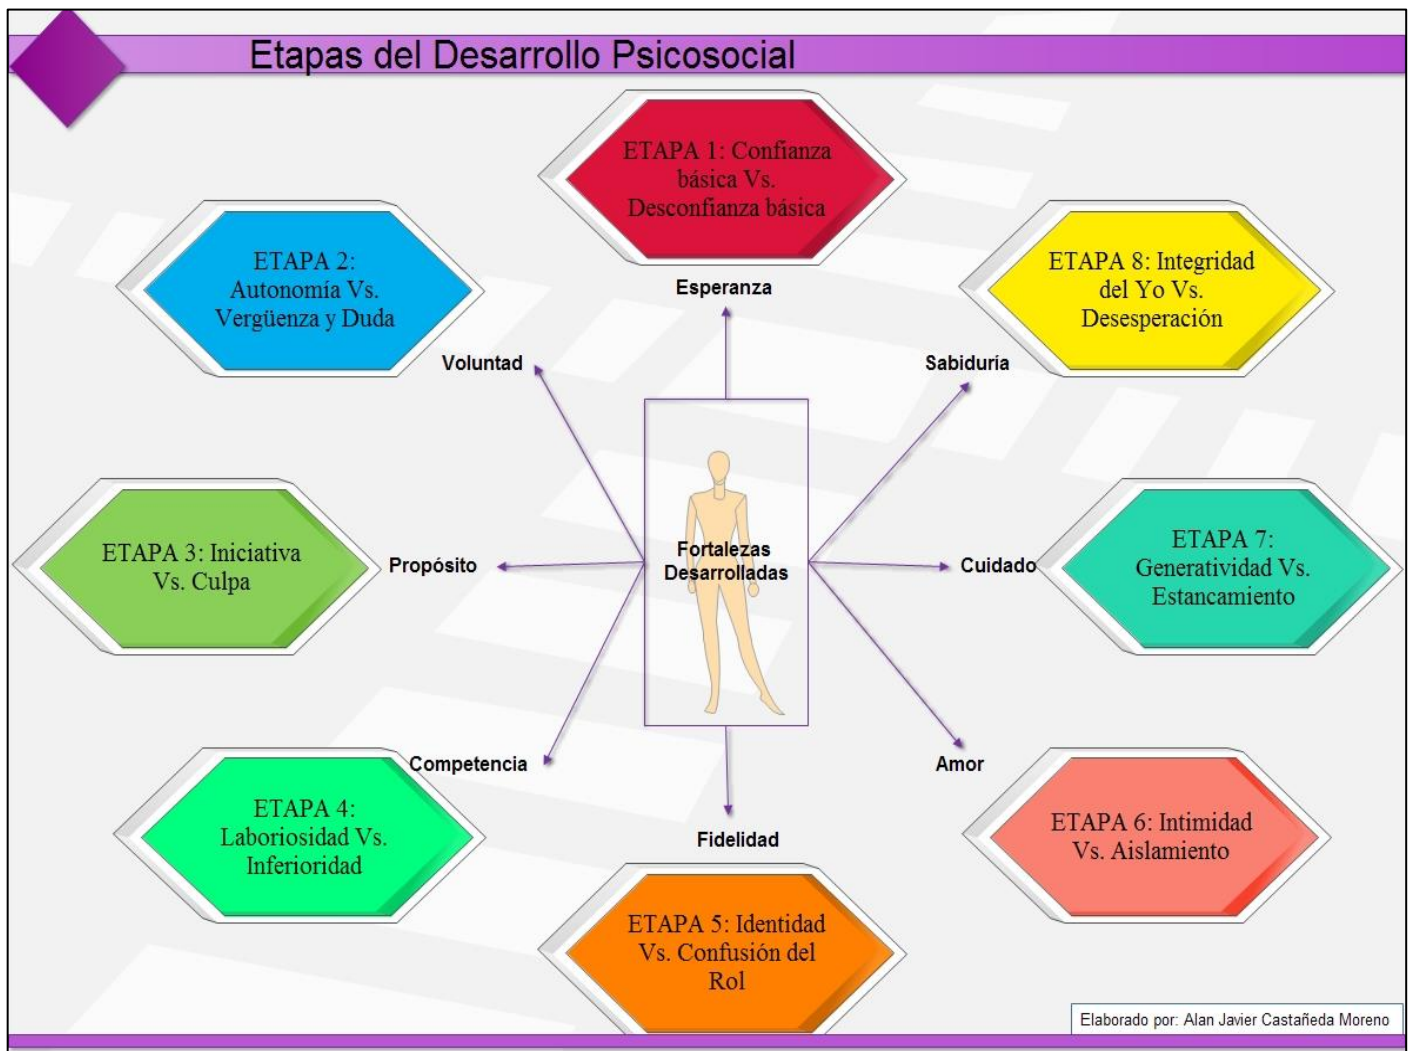 Etapas del Desarrollo Psicosocial
ETAPA 1: Confianza
básica Vs.
Desconfianza básica
Esperanza
ETAPA 2:
Autonomía Vs.
Vergüenza y Duda
Voluntad
ETAPA 3: Iniciativa
Vs. Culpa
Propósito
ETAPA 4:
Laboriosidad Vs.
Inferioridad
Competencia
ETAPA 5: Identidad
Vs. Confusión del
Rol
Fidelidad
ETAPA 6: Intimidad
Vs. Aislamiento
Amor
ETAPA 7:
Generatividad Vs.
Estancamiento
Cuidado
ETAPA 8: Integridad
del Yo Vs.
Desesperación
Sabiduría
Fortalezas
Desarrolladas
Elaborado por: Alan Javier Castañeda Moreno